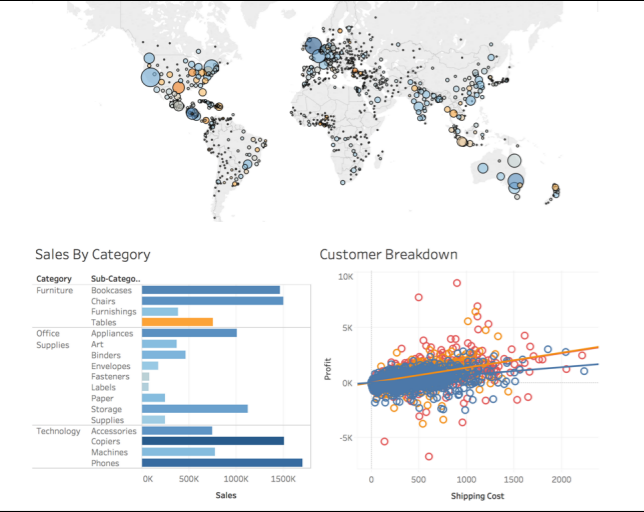 Sales By Category
Category Sub-Catego..
Furniture Bookcases
Chairs
Furnishings
Tables
Office Supplies Appliances
Art
Binders
Envelopes
Fasteners
Labels
Paper
Storage
Supplies
Technology Accessories
Copiers
Machines
Phones
0K 500K 1000K 1500K
Sales
Customer Breakdown
10K
5K
0K
-5K
Profit
0 500 1000 1500 2000
Shipping Cost